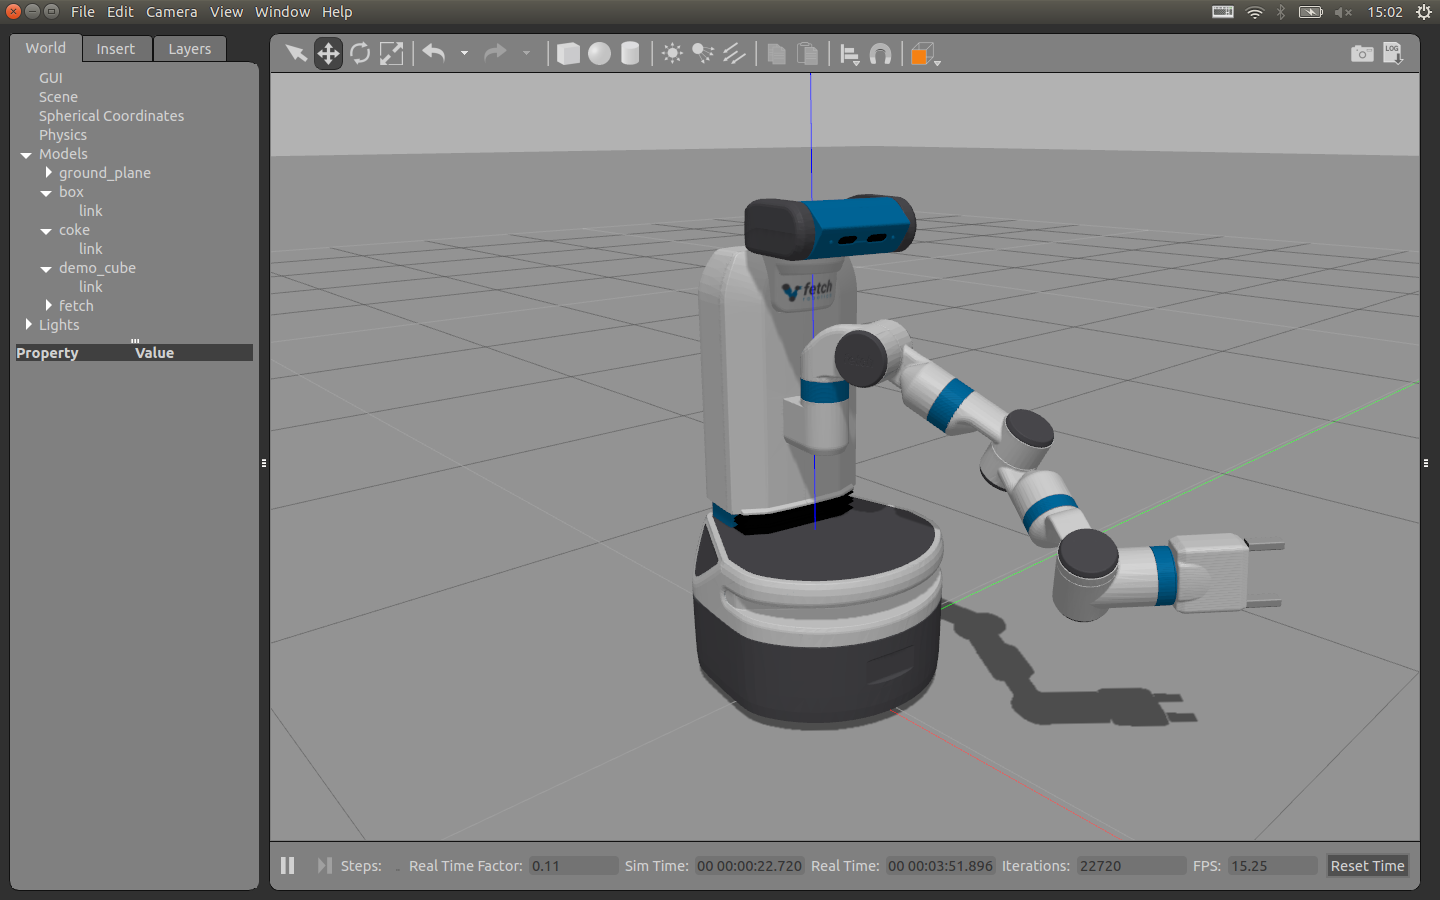 File Edit Camera View Window Help
15:02
World Insert Layers
LOG
GUI
Scene
Spherical Coordinates
Physics
Models
ground_plane
box
link
coke
link
demo_cube
link
fetch
Lights
Property Value
fetch
Steps: Real Time Factor: 0.11 Sim Time: 00 00:00:22.720 Real Time: 00 00:03:51.896 Iterations: 22720 FPS: 15.25 Reset Time